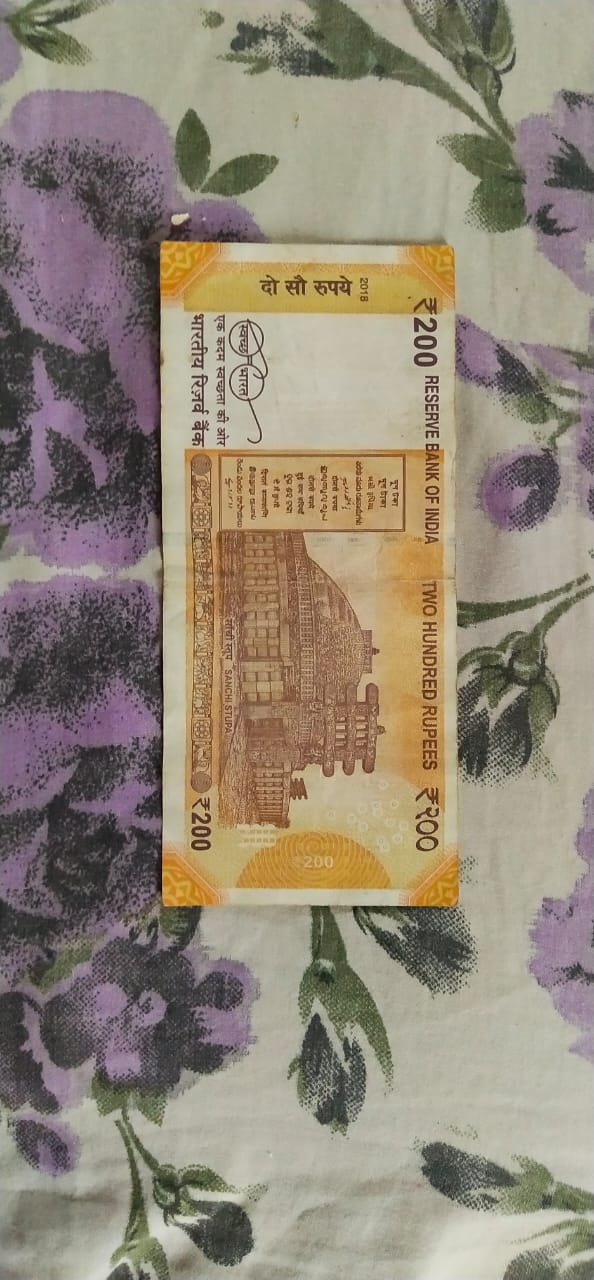 ₹200 RESERVE BANK OF INDIA TWO HUNDRED RUPEES ₹२००
2018
दो सौ रुपये
स्वच्छ भारत
एक कदम स्वच्छता की ओर
भारतीय रिज़र्व बैंक
सांची स्तूप SANCHI STUPA
₹200
₹200